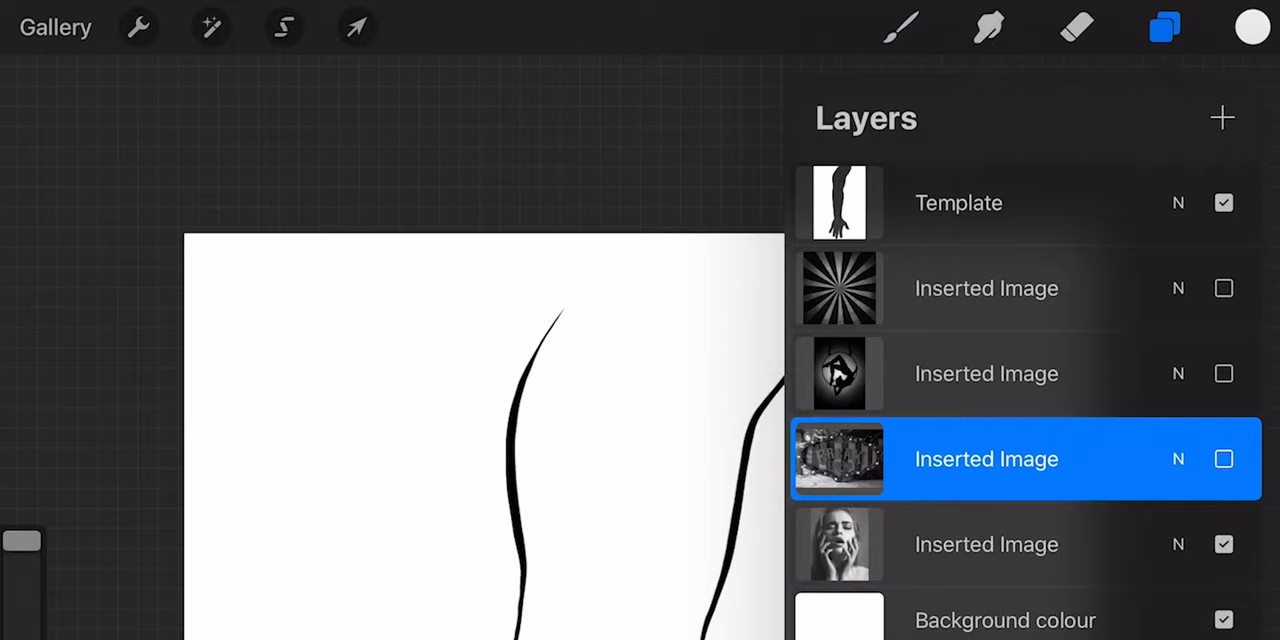 Gallery
Layers
Template N
Inserted Image N
Inserted Image N
Inserted Image N
Inserted Image N
Background colour